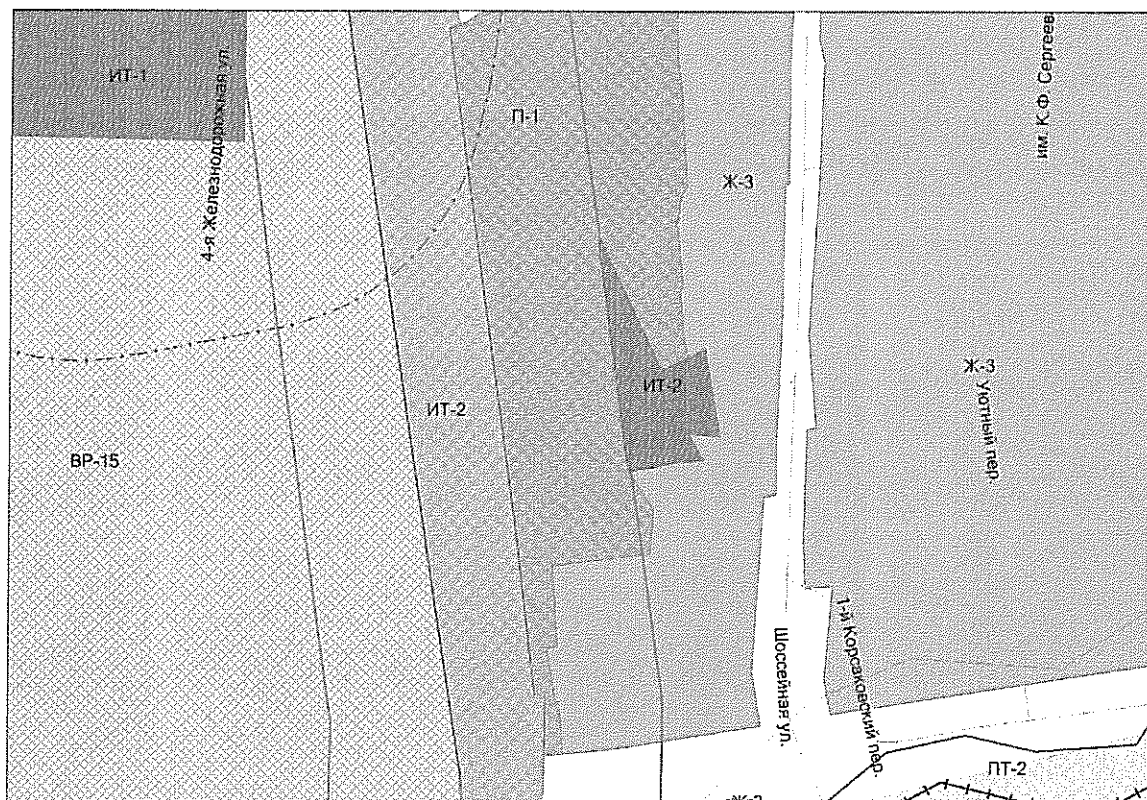 ИТ-1
4-я Железнодорожная ул.
П-1
Ж-3
им. К.Ф. Сергеев
ИТ-2
ИТ-2
Ж-3
Уютный пер.
ВР-15
Шоссейная ул.
1-й Корсаковский пер.
ПТ-2